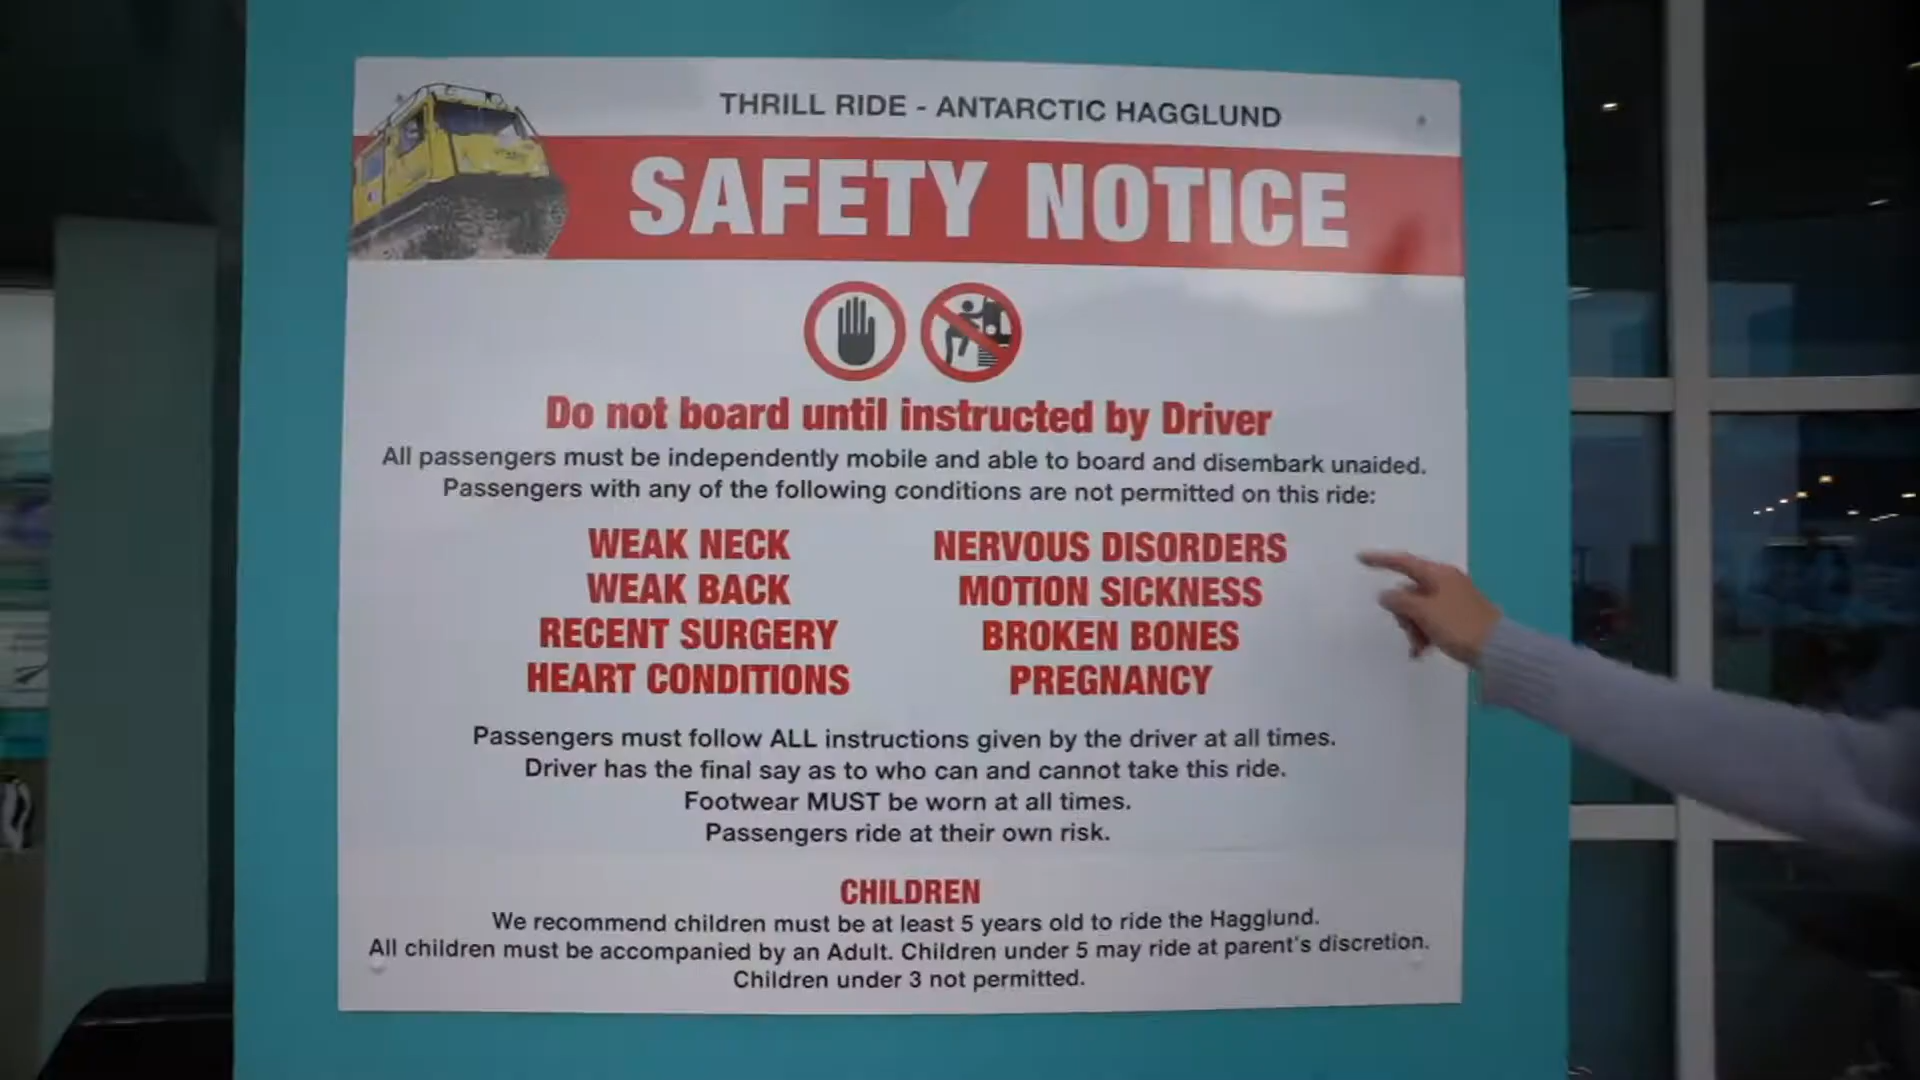 THRILL RIDE - ANTARCTIC HAGGLUND
SAFETY NOTICE
Do not board until instructed by Driver
All passengers must be independently mobile and able to board and disembark unaided.
Passengers with any of the following conditions are not permitted on this ride:
WEAK NECK
WEAK BACK
RECENT SURGERY
HEART CONDITIONS
NERVOUS DISORDERS
MOTION SICKNESS
BROKEN BONES
PREGNANCY
Passengers must follow ALL instructions given by the driver at all times.
Driver has the final say as to who can and cannot take this ride.
Footwear MUST be worn at all times.
Passengers ride at their own risk.
CHILDREN
We recommend children must be at least 5 years old to ride the Hagglund.
All children must be accompanied by an Adult. Children under 5 may ride at parent's discretion.
Children under 3 not permitted.